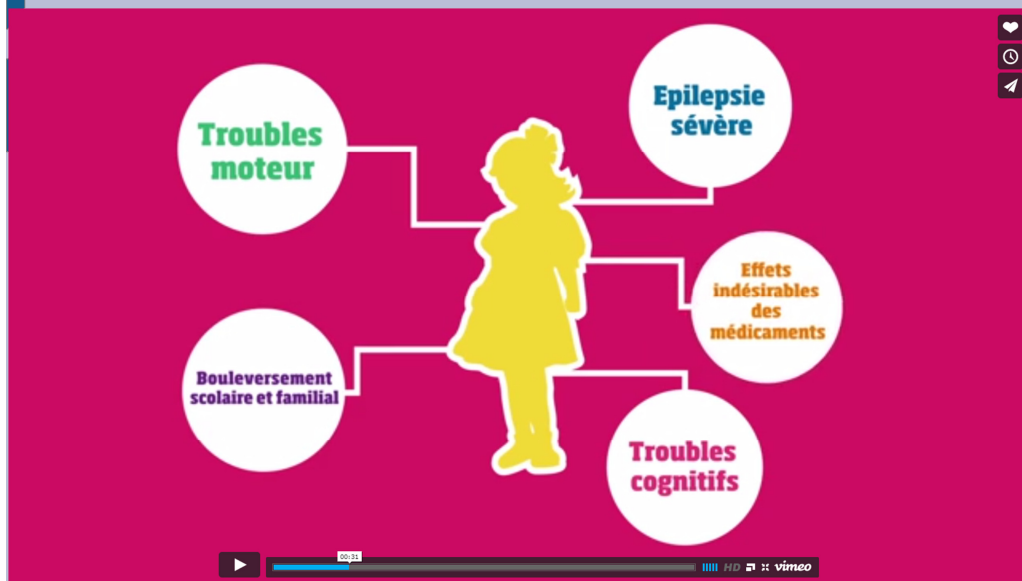 Troubles
moteur
Epilepsie
sévère
Effets
indésirables
des
médicaments
Bouleversement
scolaire et familial
Troubles
cognitifs
00:31
HD
vimeo